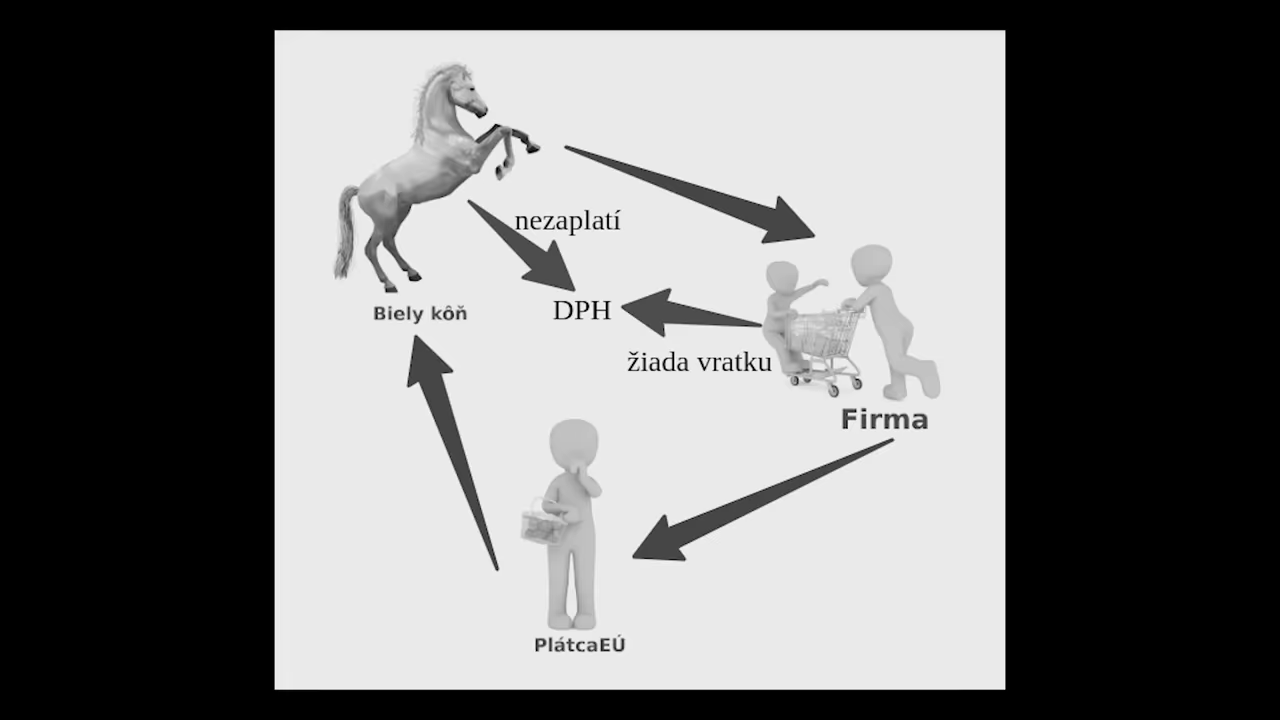 nezaplatí
Biely kôň
DPH
žiada vratku
Firma
PlátcaEÚ